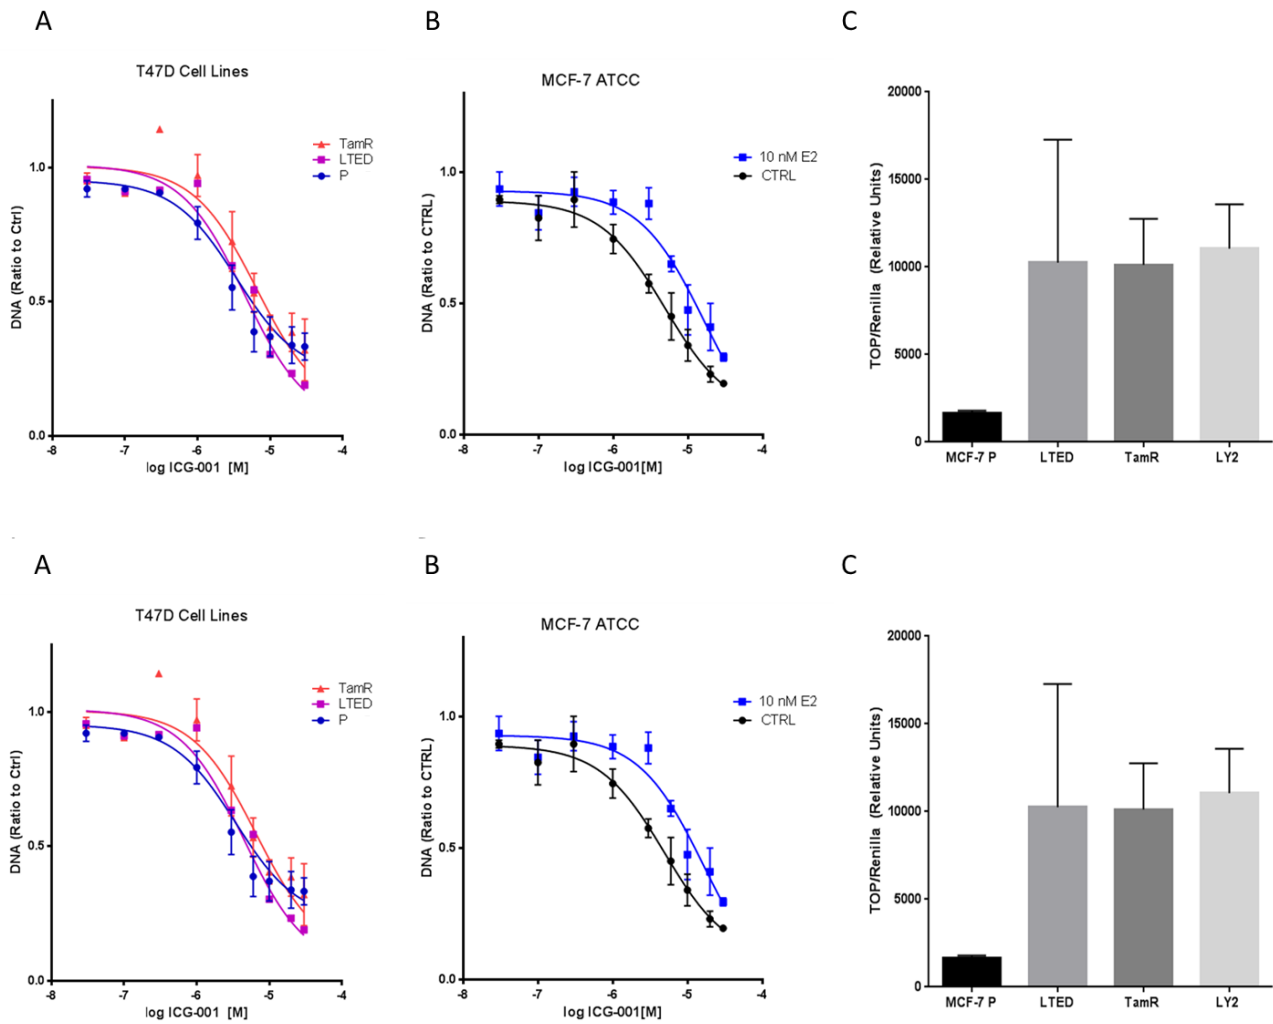 A B C
T47D Cell Lines
MCF-7 ATCC
TamR
LTED
P
10 nM E2
CTRL
DNA (Ratio to Ctrl)
1.0
0.5
0.0
-8 -7 -6 -5 -4
log ICG-001 [M]
DNA (Ratio to CTRL )
1.0
0.5
0.0
-8 -7 -6 -5 -4
log ICG-001[M]
TOP/Renilla (Relative Units)
20000
15000
10000
5000
0
MCF-7 P LTED TamR LY2
A B C
T47D Cell Lines
MCF-7 ATCC
TamR
LTED
P
10 nM E2
CTRL
DNA (Ratio to Ctrl)
1.0
0.5
0.0
-8 -7 -6 -5 -4
log ICG-001 [M]
DNA (Ratio to CTRL )
1.0
0.5
0.0
-8 -7 -6 -5 -4
log ICG-001[M]
TOP/Renilla (Relative Units)
20000
15000
10000
5000
0
MCF-7 P LTED TamR LY2